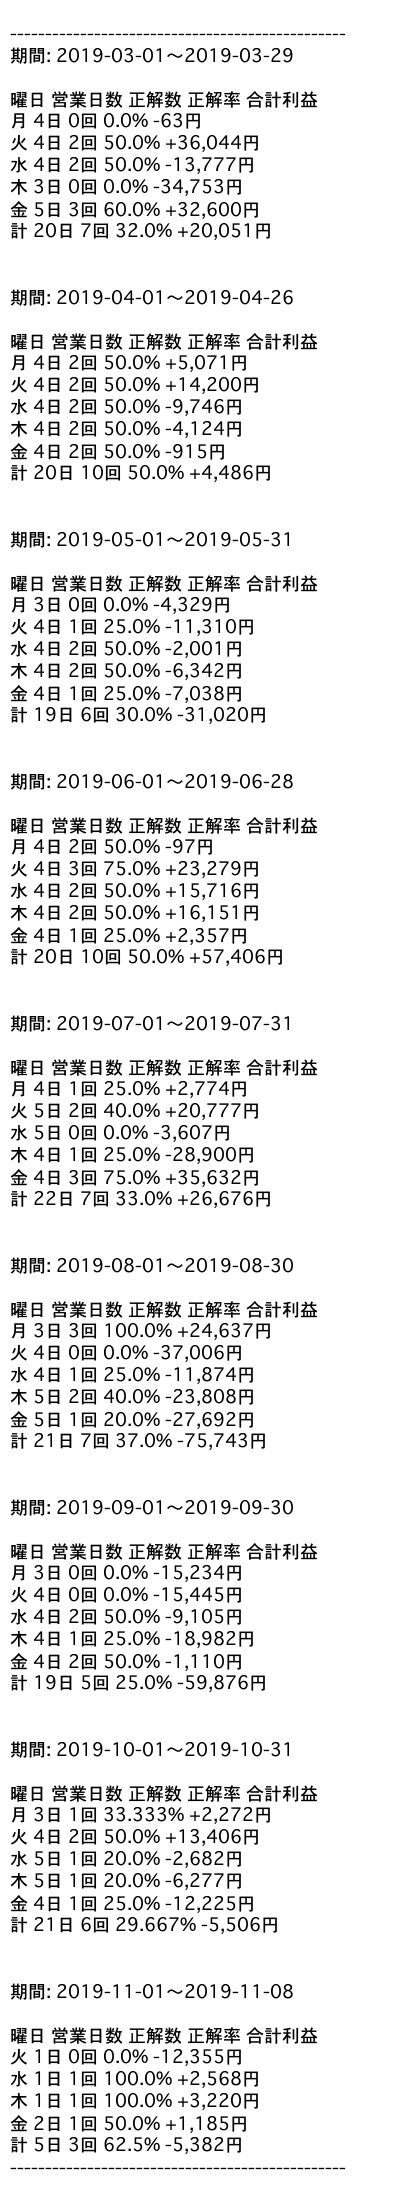 ------------------------------------------------
期間: 2019-03-01～2019-03-29
曜日 営業日数 正解数 正解率 合計利益
月 4日 0回 0.0% -63円
火 4日 2回 50.0% +36,044円
水 4日 2回 50.0% -13,777円
木 3日 0回 0.0% -34,753円
金 5日 3回 60.0% +32,600円
計 20日 7回 32.0% +20,051円
期間: 2019-04-01～2019-04-26
曜日 営業日数 正解数 正解率 合計利益
月 4日 2回 50.0% +5,071円
火 4日 2回 50.0% +14,200円
水 4日 2回 50.0% -9,746円
木 4日 2回 50.0% -4,124円
金 4日 2回 50.0% -915円
計 20日 10回 50.0% +4,486円
期間: 2019-05-01～2019-05-31
曜日 営業日数 正解数 正解率 合計利益
月 3日 0回 0.0% -4,329円
火 4日 1回 25.0% -11,310円
水 4日 2回 50.0% -2,001円
木 4日 2回 50.0% -6,342円
金 4日 1回 25.0% -7,038円
計 19日 6回 30.0% -31,020円
期間: 2019-06-01～2019-06-28
曜日 営業日数 正解数 正解率 合計利益
月 4日 2回 50.0% -97円
火 4日 3回 75.0% +23,279円
水 4日 2回 50.0% +15,716円
木 4日 2回 50.0% +16,151円
金 4日 1回 25.0% +2,357円
計 20日 10回 50.0% +57,406円
期間: 2019-07-01～2019-07-31
曜日 営業日数 正解数 正解率 合計利益
月 4日 1回 25.0% +2,774円
火 5日 2回 40.0% +20,777円
水 5日 0回 0.0% -3,607円
木 4日 1回 25.0% -28,900円
金 4日 3回 75.0% +35,632円
計 22日 7回 33.0% +26,676円
期間: 2019-08-01～2019-08-30
曜日 営業日数 正解数 正解率 合計利益
月 3日 3回 100.0% +24,637円
火 4日 0回 0.0% -37,006円
水 4日 1回 25.0% -11,874円
木 5日 2回 40.0% -23,808円
金 5日 1回 20.0% -27,692円
計 21日 7回 37.0% -75,743円
期間: 2019-09-01～2019-09-30
曜日 営業日数 正解数 正解率 合計利益
月 3日 0回 0.0% -15,234円
火 4日 0回 0.0% -15,445円
水 4日 2回 50.0% -9,105円
木 4日 1回 25.0% -18,982円
金 4日 2回 50.0% -1,110円
計 19日 5回 25.0% -59,876円
期間: 2019-10-01～2019-10-31
曜日 営業日数 正解数 正解率 合計利益
月 3日 1回 33.333% +2,272円
火 4日 2回 50.0% +13,406円
水 5日 1回 20.0% -2,682円
木 5日 1回 20.0% -6,277円
金 4日 1回 25.0% -12,225円
計 21日 6回 29.667% -5,506円
期間: 2019-11-01～2019-11-08
曜日 営業日数 正解数 正解率 合計利益
火 1日 0回 0.0% -12,355円
水 1日 1回 100.0% +2,568円
木 1日 1回 100.0% +3,220円
金 2日 1回 50.0% +1,185円
計 5日 3回 62.5% -5,382円
------------------------------------------------